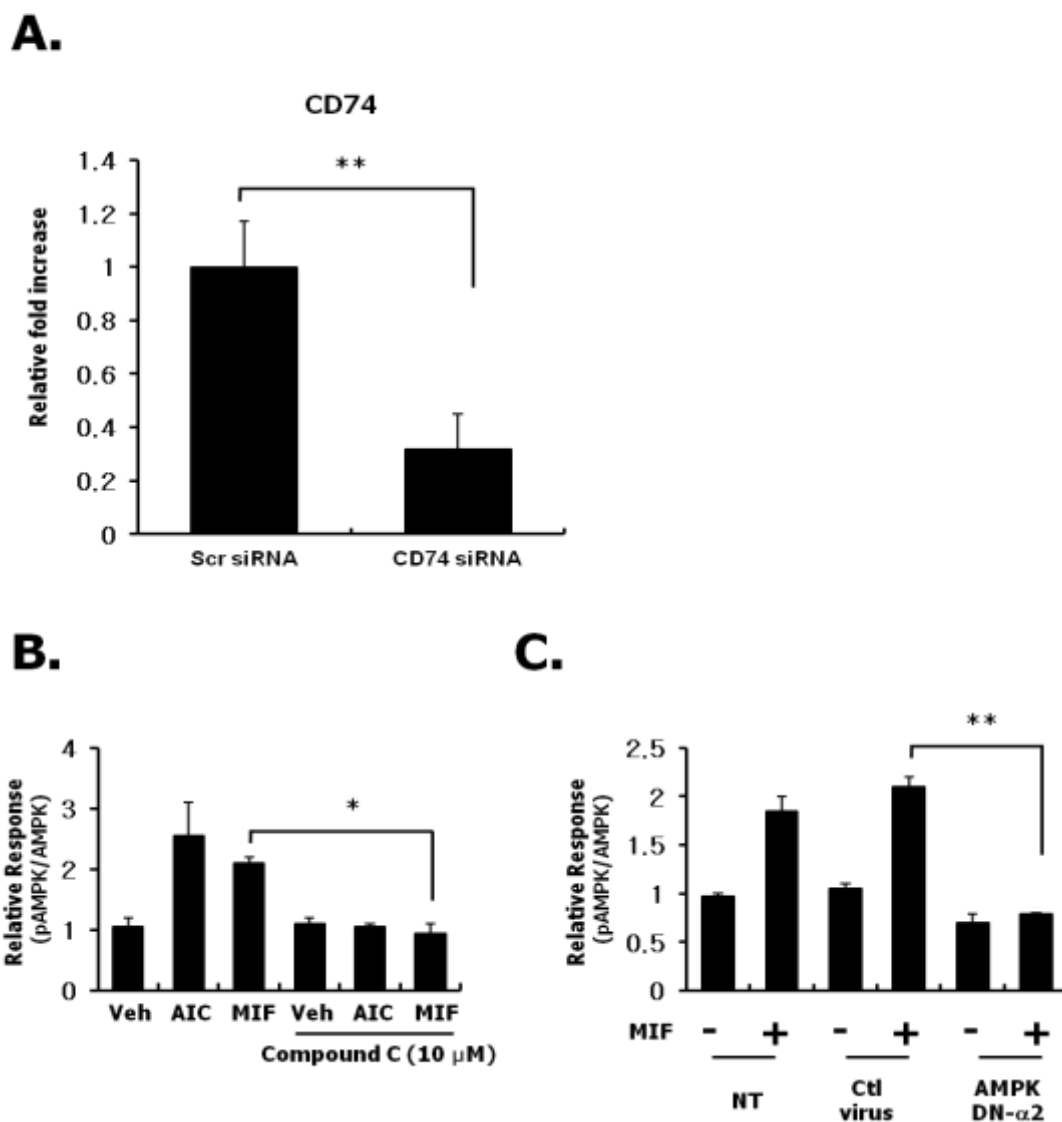 A.
CD74
**
Relative fold increase
1.4
1.2
1
0.8
0.6
0.4
0.2
0
Scr siRNA CD74 siRNA
B.
Relative Response
(pAMPK/AMPK)
4
3
2
1
0
*
Veh AIC MIF Veh AIC MIF
Compound C (10 µM)
C.
Relative Response
(pAMPK/AMPK)
2.5
2
1.5
1
0.5
0
**
MIF - + - + - +
NT Ctl AMPK
virus DN-α2